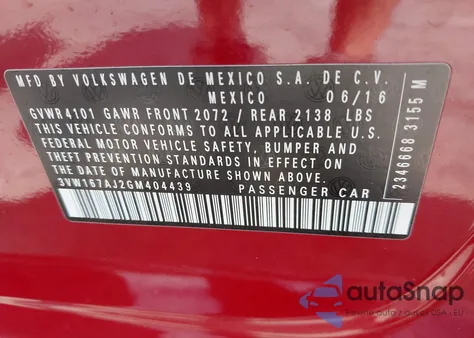 MFD BY VOLKSWAGEN DE MEXICO S.A. DE C.V.
MEXICO 06/16
GVWR 4101 GAWR FRONT 2072 / REAR 2138 LBS
THIS VEHICLE CONFORMS TO ALL APPLICABLE U.S.
FEDERAL MOTOR VEHICLE SAFETY, BUMPER AND
THEFT PREVENTION STANDARDS IN EFFECT ON
THE DATE OF MANUFACTURE SHOWN ABOVE.
3VW167AJ2GM404439 PASSENGER CAR
2346668 3155 M
autoSnap